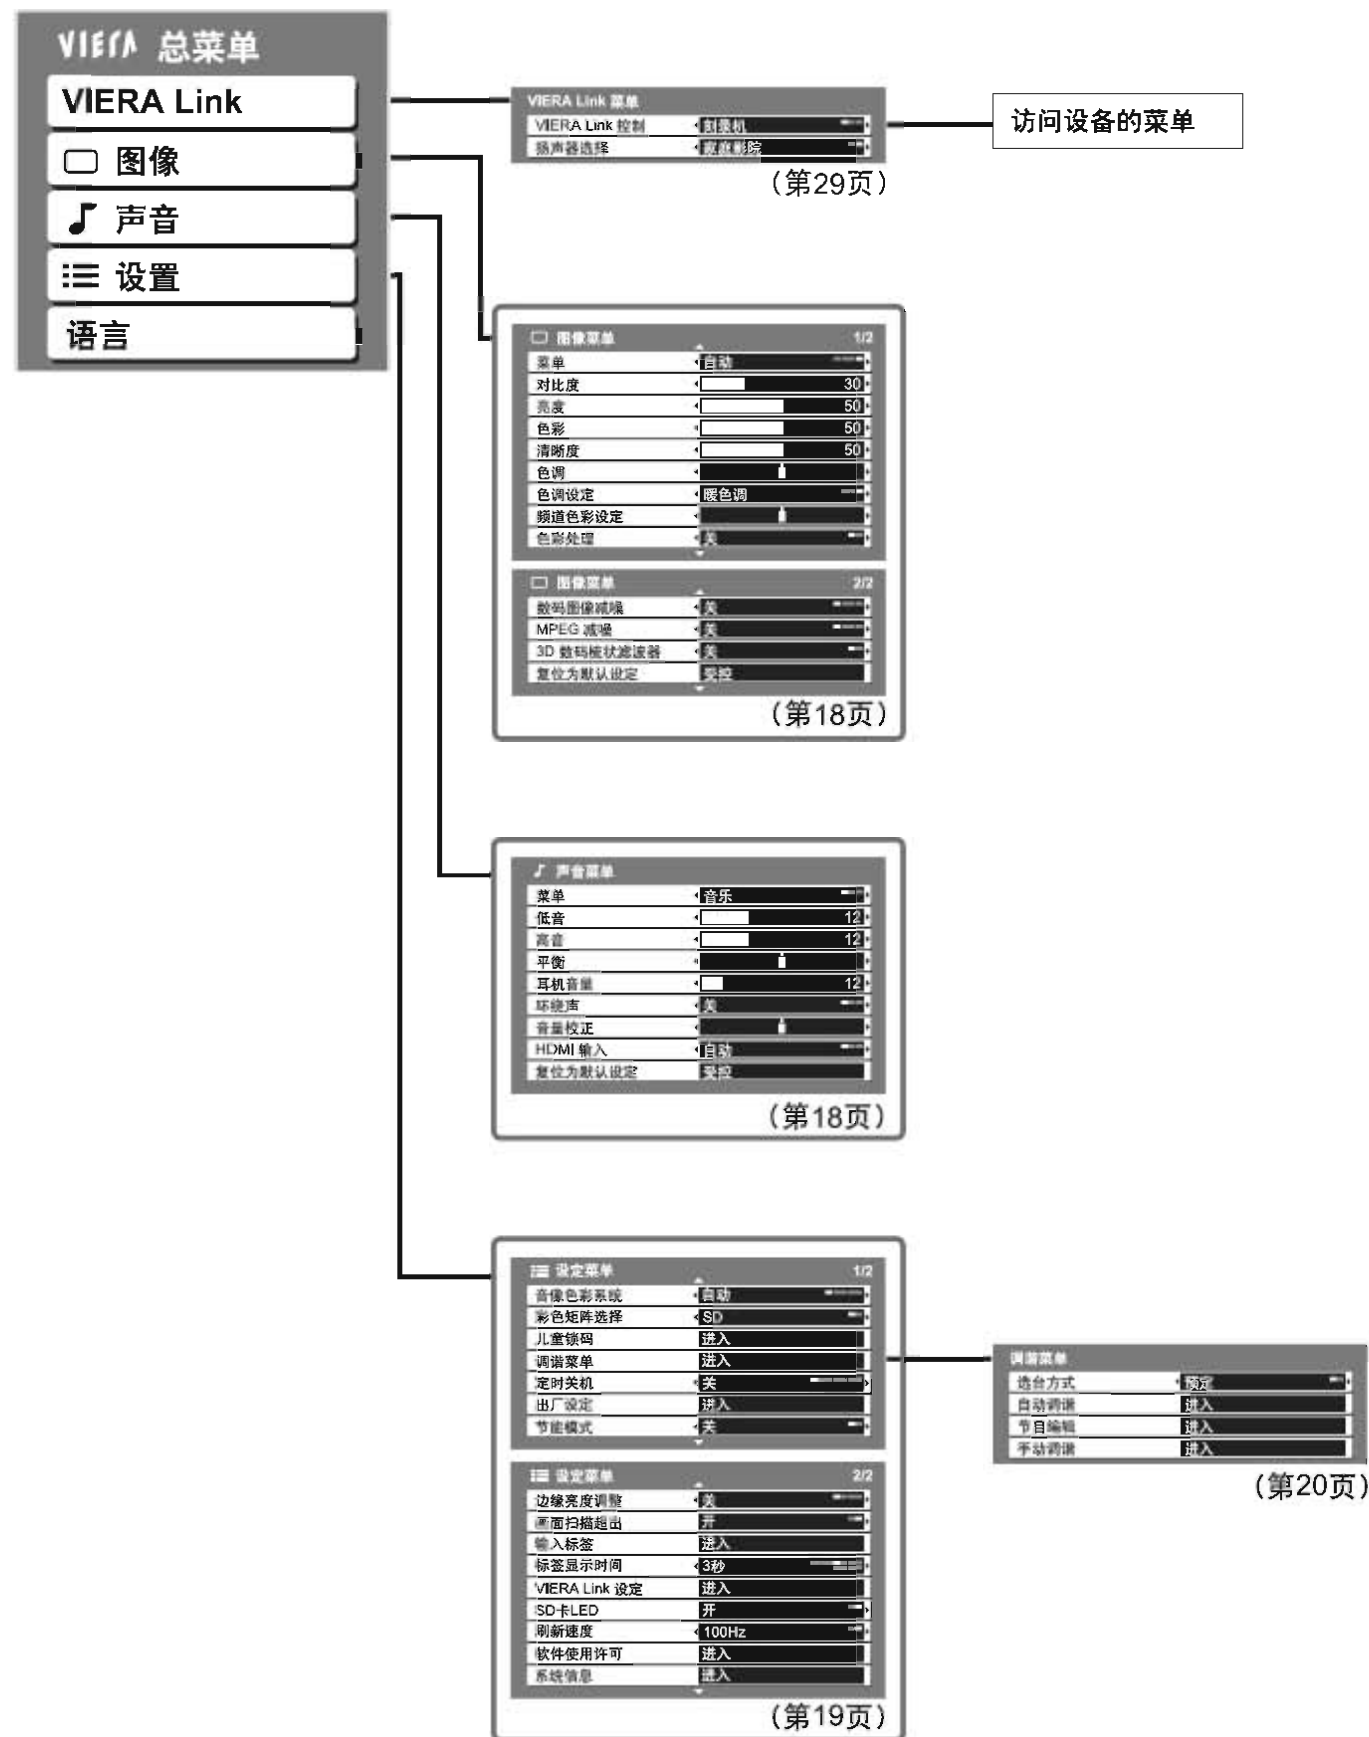 VIERA 总菜单
VIERA Link
图像
声音
设置
语言
VIERA Link 菜单
VIERA Link 控制 刻录机
扬声器选择 家庭影院
(第29页)
访问设备的菜单
图像菜单 1/2
菜单 自动
对比度 30
亮度 50
色彩 50
清晰度 50
色调
色调设定 暖色调
频道色彩设定
色彩处理 关
图像菜单 2/2
数码图像减噪 关
MPEG 减噪 关
3D 数码梳状滤波器 关
复位为默认设定 受控
(第18页)
声音菜单
菜单 音乐
低音 12
高音 12
平衡
耳机音量 12
环绕声 关
音量校正
HDMI 输入 自动
复位为默认设定 受控
(第18页)
设定菜单 1/2
音像色彩系统 自动
彩色矩阵选择 SD
儿童锁码 进入
调谐菜单 进入
定时关机 关
出厂设定 进入
节能模式 关
设定菜单 2/2
边缘亮度调整 关
画面扫描超出 开
输入标签 进入
标签显示时间 3秒
VIERA Link 设定 进入
SD卡LED 开
刷新速度 100Hz
软件使用许可 进入
系统信息 进入
(第19页)
调谐菜单
选台方式 预定
自动调谐 进入
节目编辑 进入
手动调谐 进入
(第20页)